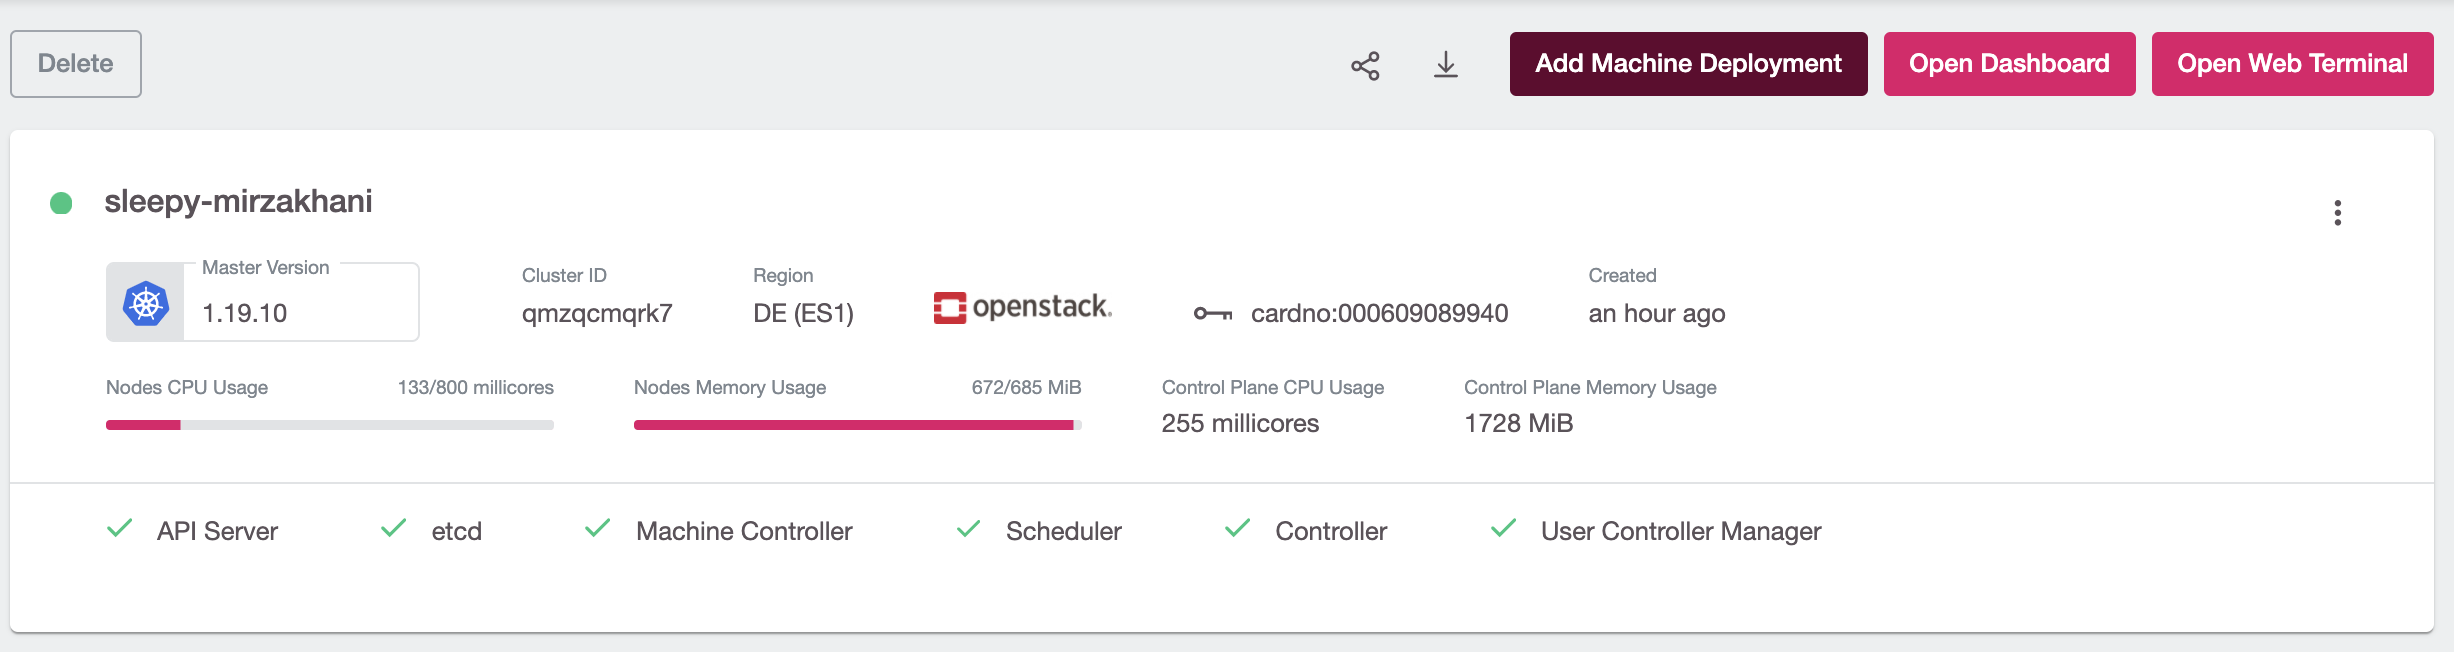 Delete
Add Machine Deployment
Open Dashboard
Open Web Terminal
sleepy-mirzakhani
Master Version
1.19.10
Cluster ID
qmzqcmqrk7
Region
DE (ES1)
openstack.
cardno:000609089940
Created
an hour ago
Nodes CPU Usage
133/800 millicores
Nodes Memory Usage
672/685 MiB
Control Plane CPU Usage
255 millicores
Control Plane Memory Usage
1728 MiB
API Server
etcd
Machine Controller
Scheduler
Controller
User Controller Manager